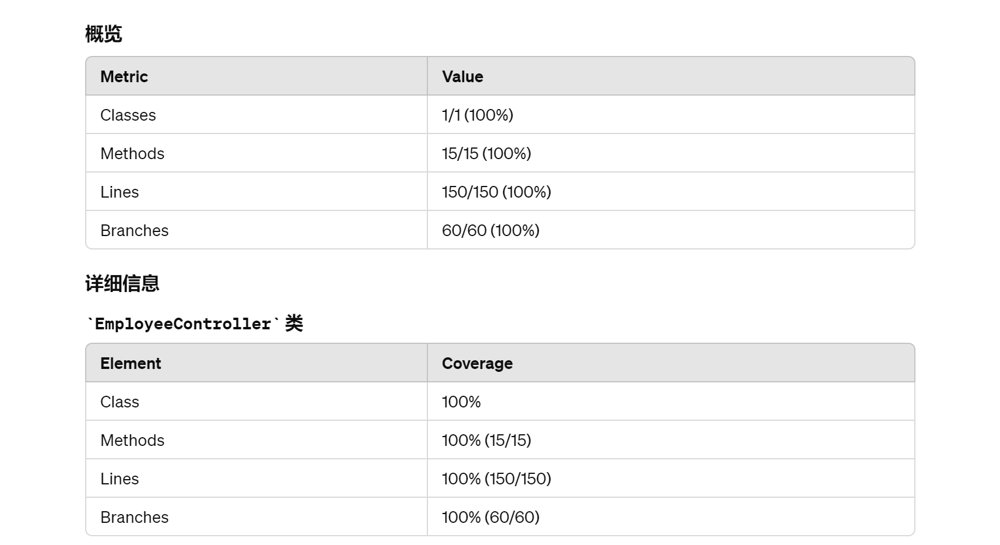 概览
Metric Value
Classes 1/1 (100%)
Methods 15/15 (100%)
Lines 150/150 (100%)
Branches 60/60 (100%)
详细信息
`EmployeeController` 类
Element Coverage
Class 100%
Methods 100% (15/15)
Lines 100% (150/150)
Branches 100% (60/60)